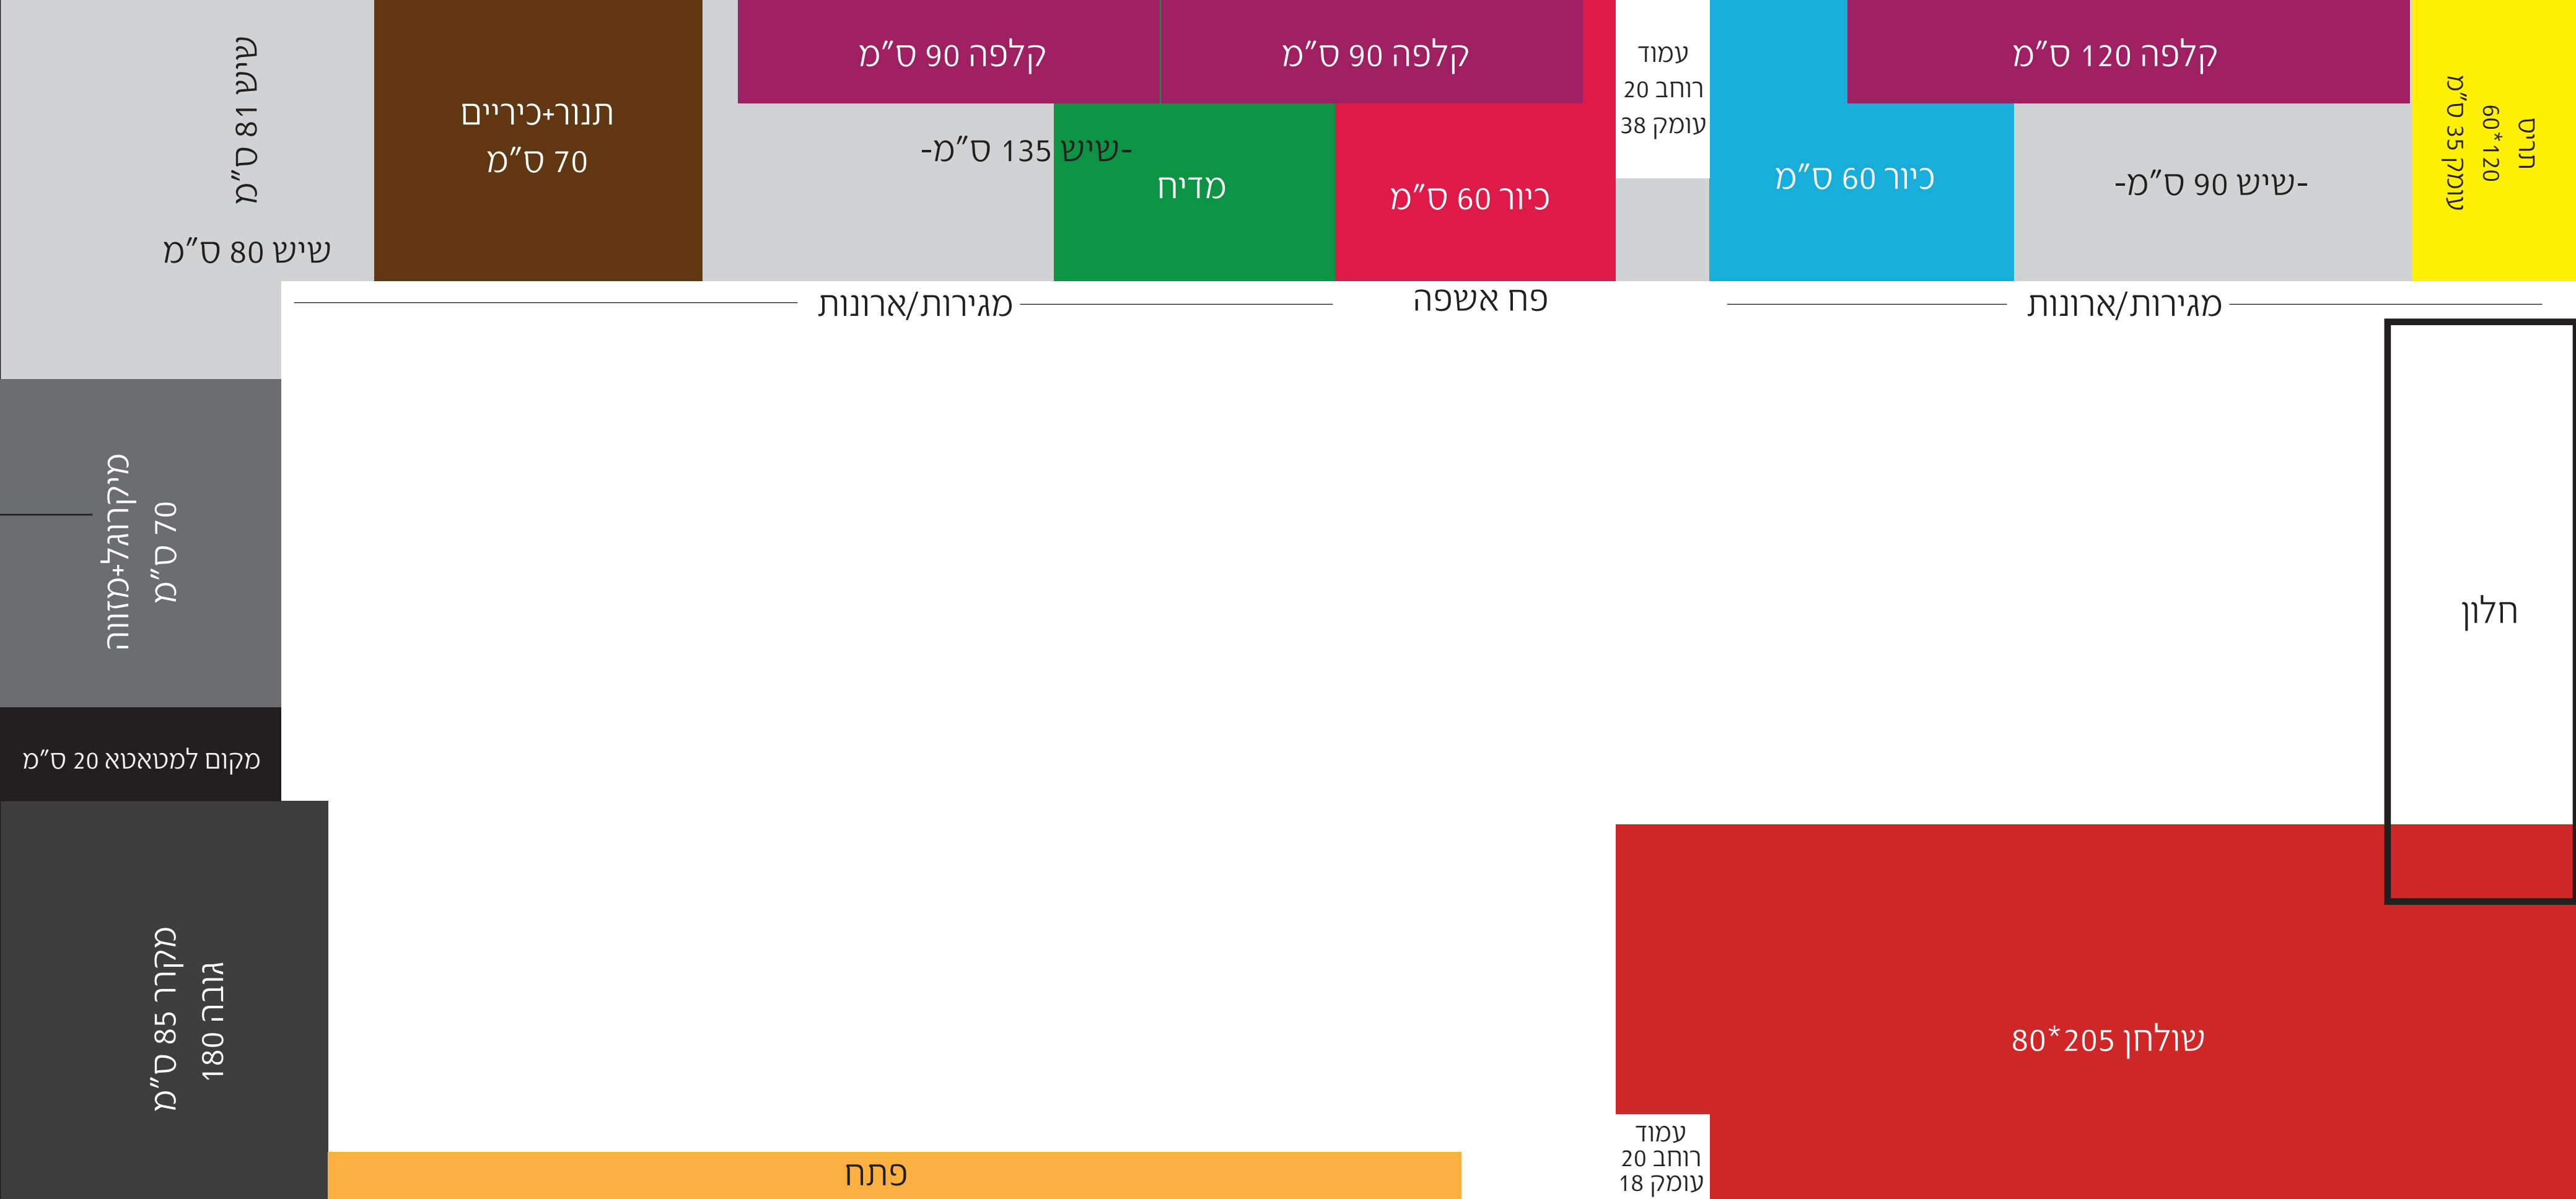 תריס
60*120
עומק 35 ס"מ
קלפה 120 ס"מ
-שיש 90 ס"מ-
כיור 60 ס"מ
עמוד
רוחב 20
עומק 38
קלפה 90 ס"מ
קלפה 90 ס"מ
כיור 60 ס"מ
מדיח
-שיש 135 ס"מ-
תנור+כיריים
70 ס"מ
שיש 81 ס"מ
שיש 80 ס"מ
מגירות/ארונות
פח אשפה
מגירות/ארונות
חלון
מיקרוגל+מזווה
70 ס"מ
מקום למטאטא 20 ס"מ
מקרר 85 ס"מ
גובה 180
שולחן 80*205
עמוד
רוחב 20
עומק 18
פתח